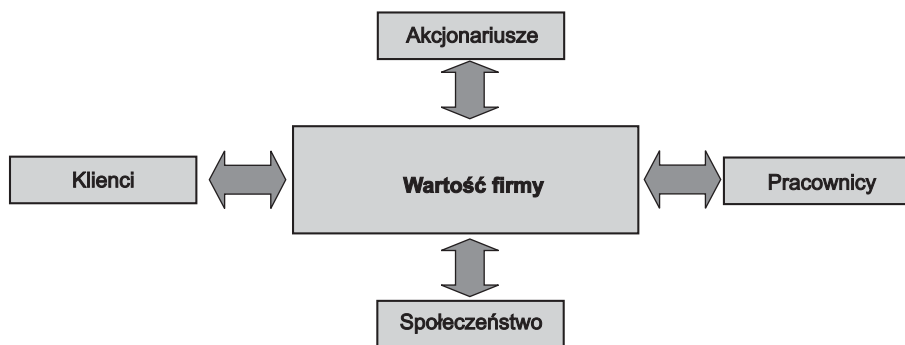 Akcjonariusze
Klienci
Wartość firmy
Pracownicy
Społeczeństwo